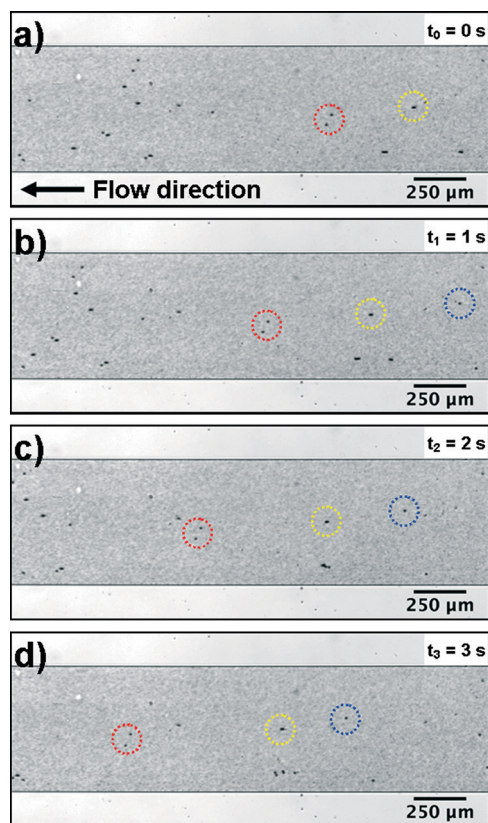 a)
t₀ = 0 s
Flow direction
250 µm
b)
t₁ = 1 s
250 µm
c)
t₂ = 2 s
250 µm
d)
t₃ = 3 s
250 µm